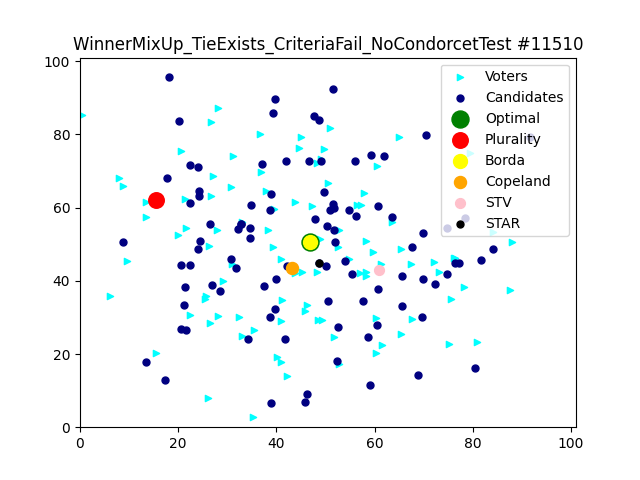 WinnerMixUp_TieExists_CriteriaFail_NoCondorcetTest #11510
Voters
Candidates
Optimal
Plurality
Borda
Copeland
STV
STAR
100
80
60
40
20
0
0 20 40 60 80 100